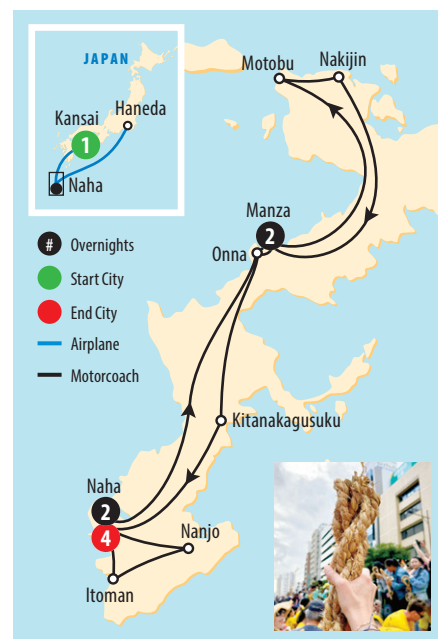 JAPAN
Kansai
Haneda
1
Naha
Motobu
Nakijin
Manza
2
Onna
# Overnights
Start City
End City
Airplane
Motorcoach
Kitanakagusuku
Naha
2
4
Nanjo
Itoman